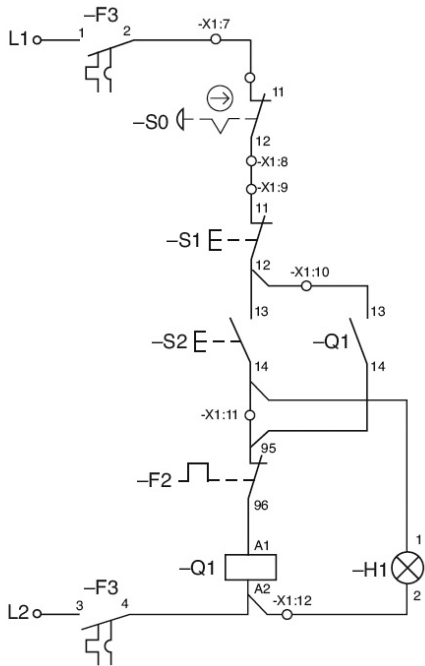 –F3
L1 1 2 -X1:7
11
–S0
12
-X1:8
-X1:9
11
–S1
12
-X1:10
13 13
–S2 –Q1
14 14
-X1:11
95
–F2
96
A1 1
–Q1 –H1
A2 2
–F3 -X1:12
L2 3 4